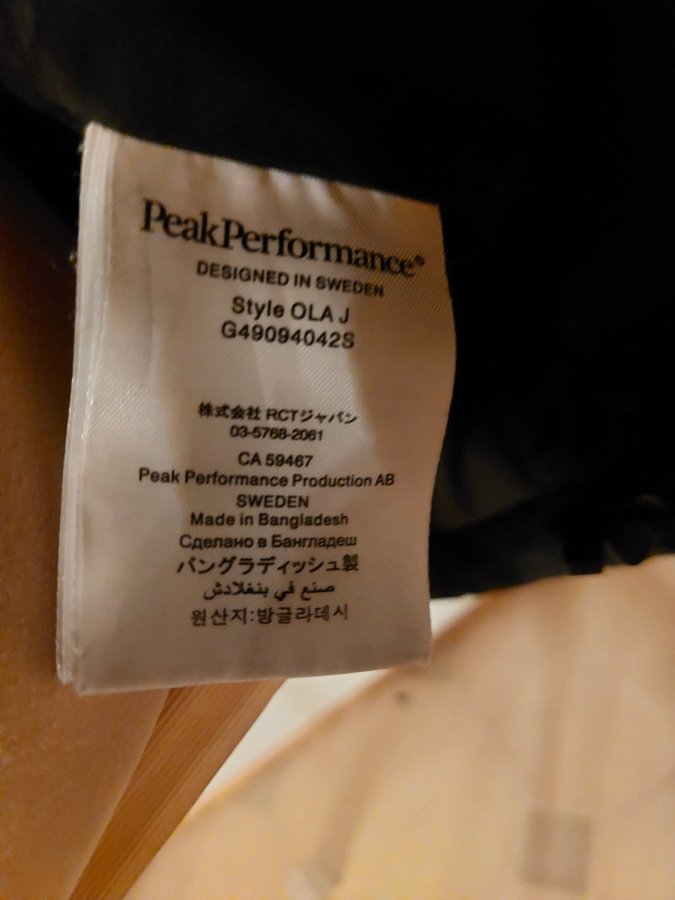 PeakPerformance®
DESIGNED IN SWEDEN
Style OLA J
G49094042S
株式会社 RCTジャパン
03-5768-2061
CA 59467
Peak Performance Production AB
SWEDEN
Made in Bangladesh
Сделано в Бангладеш
バングラディッシュ製
صنع في بنغلادش
원산지:방글라데시